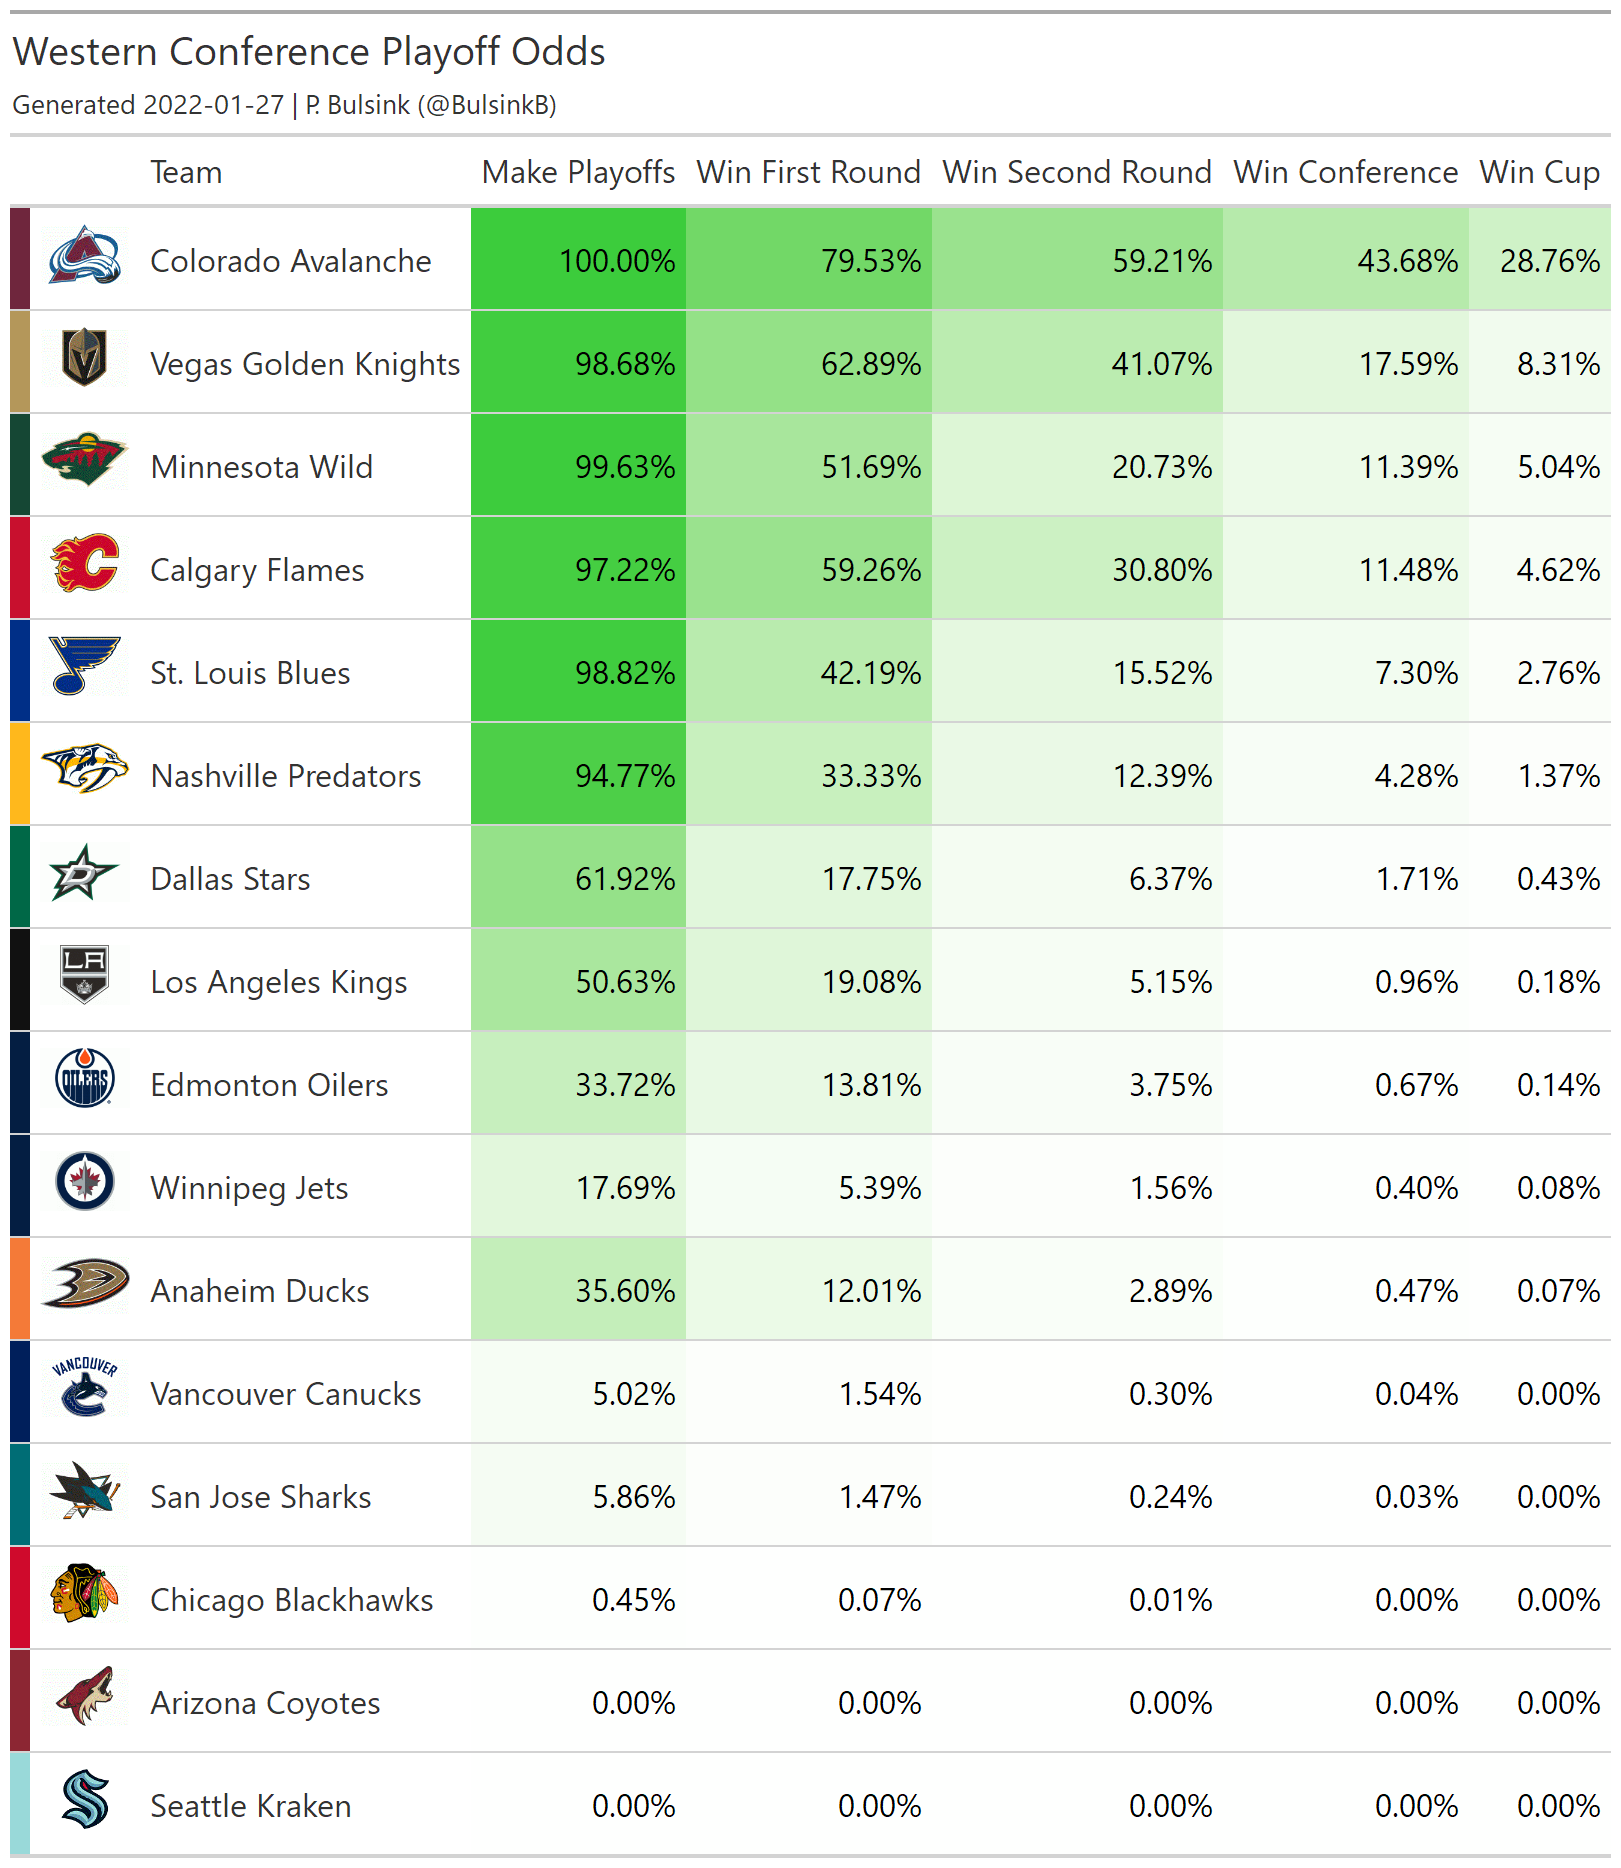 Western Conference Playoff Odds
Generated 2022-01-27 | P. Bulsink (@BulsinkB)
Team Make Playoffs Win First Round Win Second Round Win Conference Win Cup
Colorado Avalanche 100.00% 79.53% 59.21% 43.68% 28.76%
Vegas Golden Knights 98.68% 62.89% 41.07% 17.59% 8.31%
Minnesota Wild 99.63% 51.69% 20.73% 11.39% 5.04%
Calgary Flames 97.22% 59.26% 30.80% 11.48% 4.62%
St. Louis Blues 98.82% 42.19% 15.52% 7.30% 2.76%
Nashville Predators 94.77% 33.33% 12.39% 4.28% 1.37%
Dallas Stars 61.92% 17.75% 6.37% 1.71% 0.43%
LA
Los Angeles Kings 50.63% 19.08% 5.15% 0.96% 0.18%
OILERS
Edmonton Oilers 33.72% 13.81% 3.75% 0.67% 0.14%
Winnipeg Jets 17.69% 5.39% 1.56% 0.40% 0.08%
Anaheim Ducks 35.60% 12.01% 2.89% 0.47% 0.07%
VANCOUVER
Vancouver Canucks 5.02% 1.54% 0.30% 0.04% 0.00%
San Jose Sharks 5.86% 1.47% 0.24% 0.03% 0.00%
Chicago Blackhawks 0.45% 0.07% 0.01% 0.00% 0.00%
Arizona Coyotes 0.00% 0.00% 0.00% 0.00% 0.00%
Seattle Kraken 0.00% 0.00% 0.00% 0.00% 0.00%